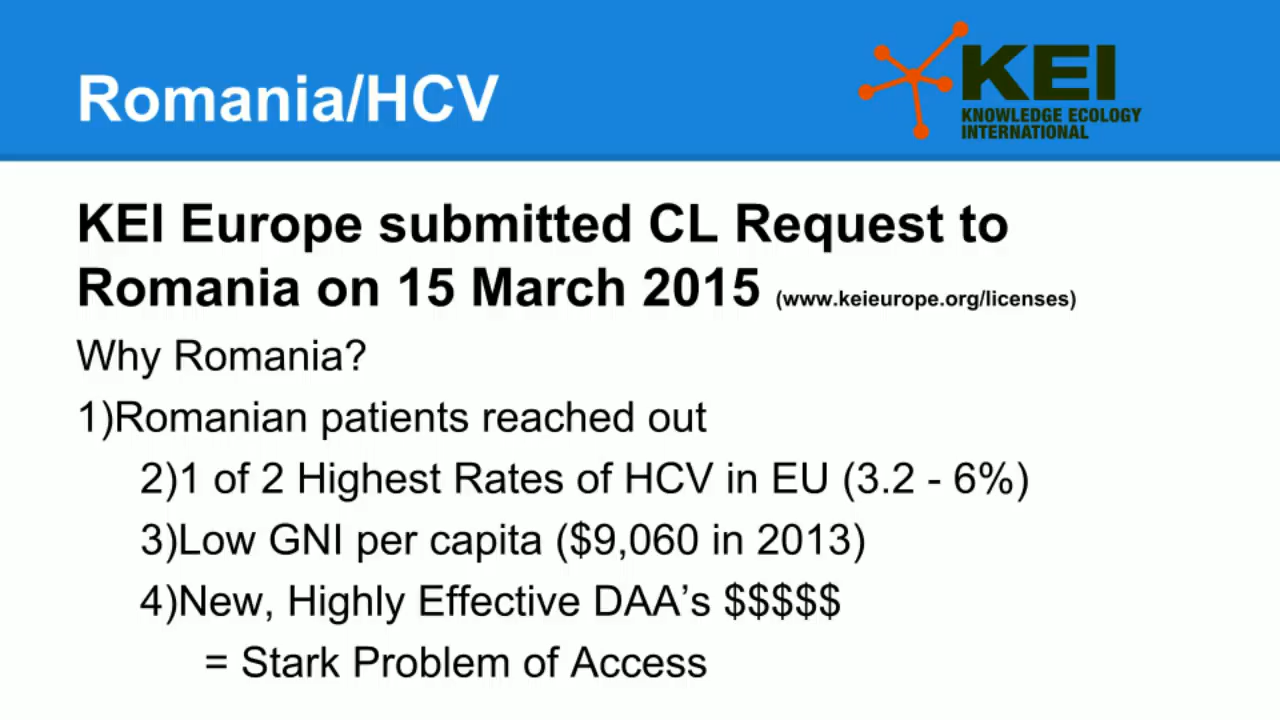 Romania/HCV
KEI
KNOWLEDGE ECOLOGY
INTERNATIONAL
KEI Europe submitted CL Request to
Romania on 15 March 2015 (www.keieurope.org/licenses)
Why Romania?
1)Romanian patients reached out
2)1 of 2 Highest Rates of HCV in EU (3.2 - 6%)
3)Low GNI per capita ($9,060 in 2013)
4)New, Highly Effective DAA’s $$$$$
= Stark Problem of Access